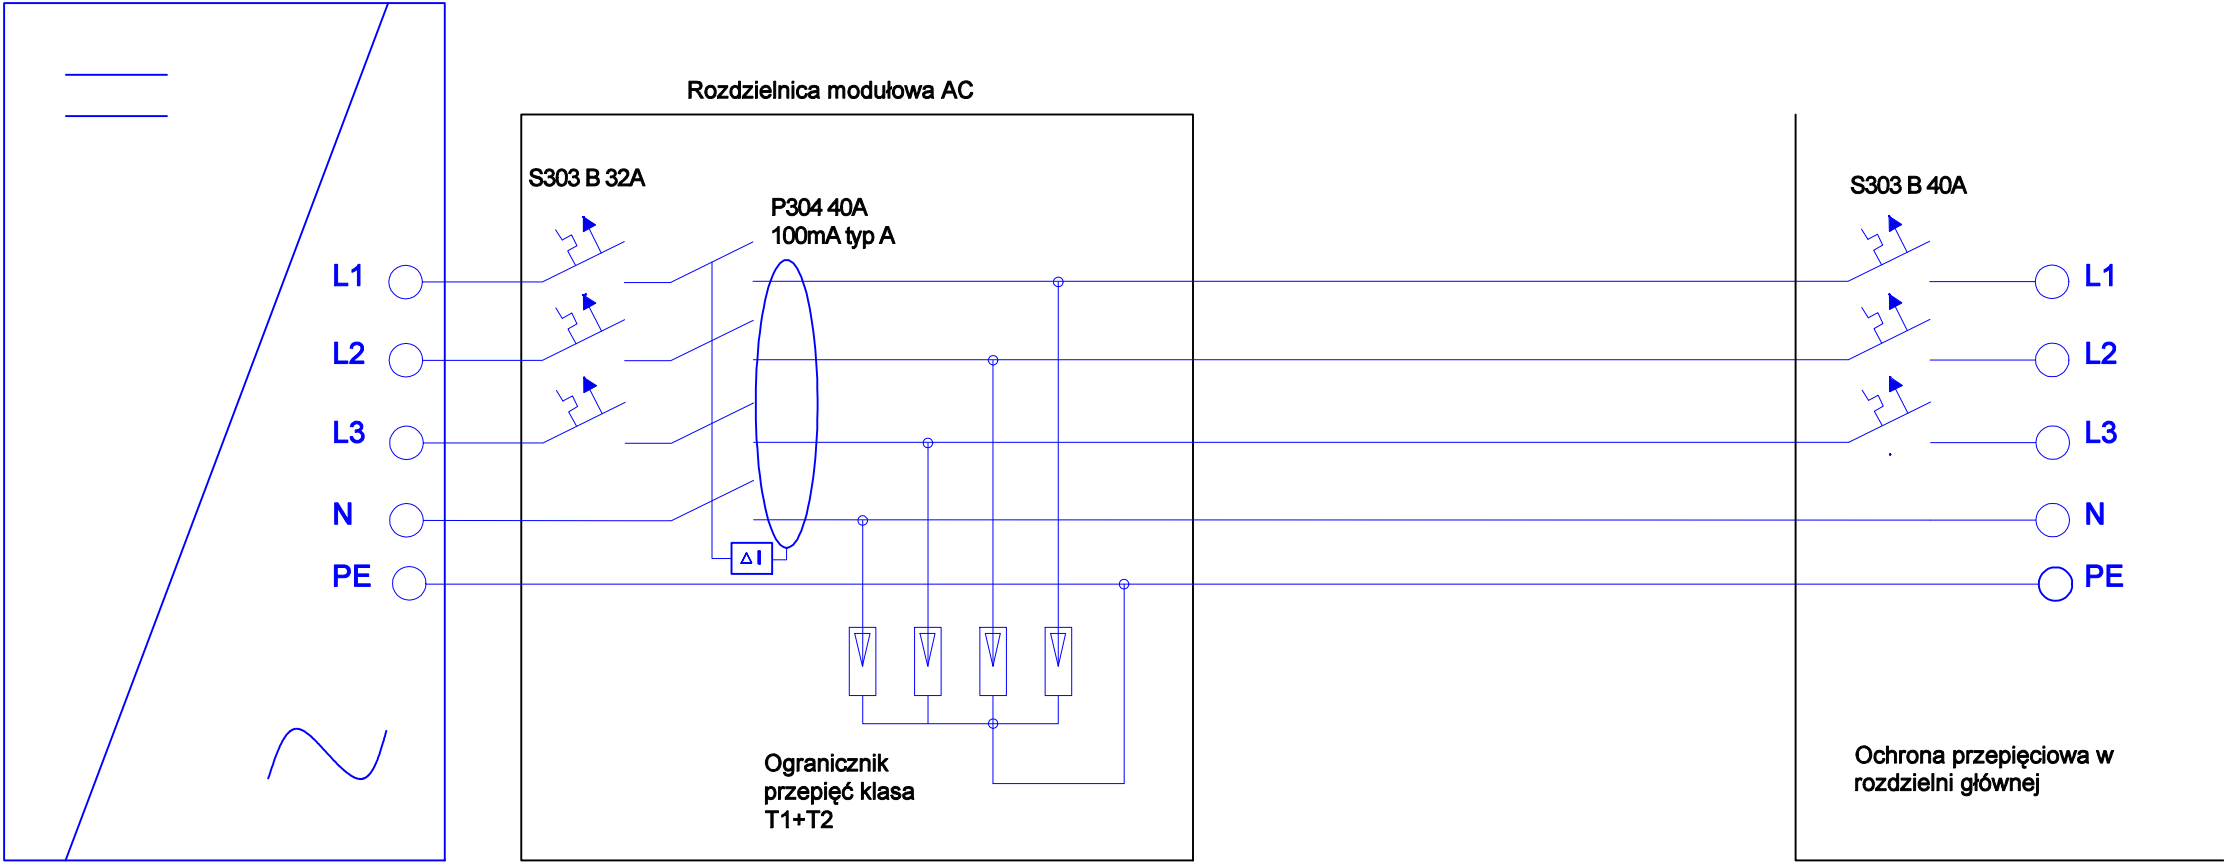 Rozdzielnica modułowa AC
S303 B 32A
P304 40A
100mA typ A
S303 B 40A
L1
L2
L3
N
PE
Δ I
L1
L2
L3
N
PE
Ogranicznik
przepięć klasa
T1+T2
Ochrona przepięciowa w
rozdzielni głównej